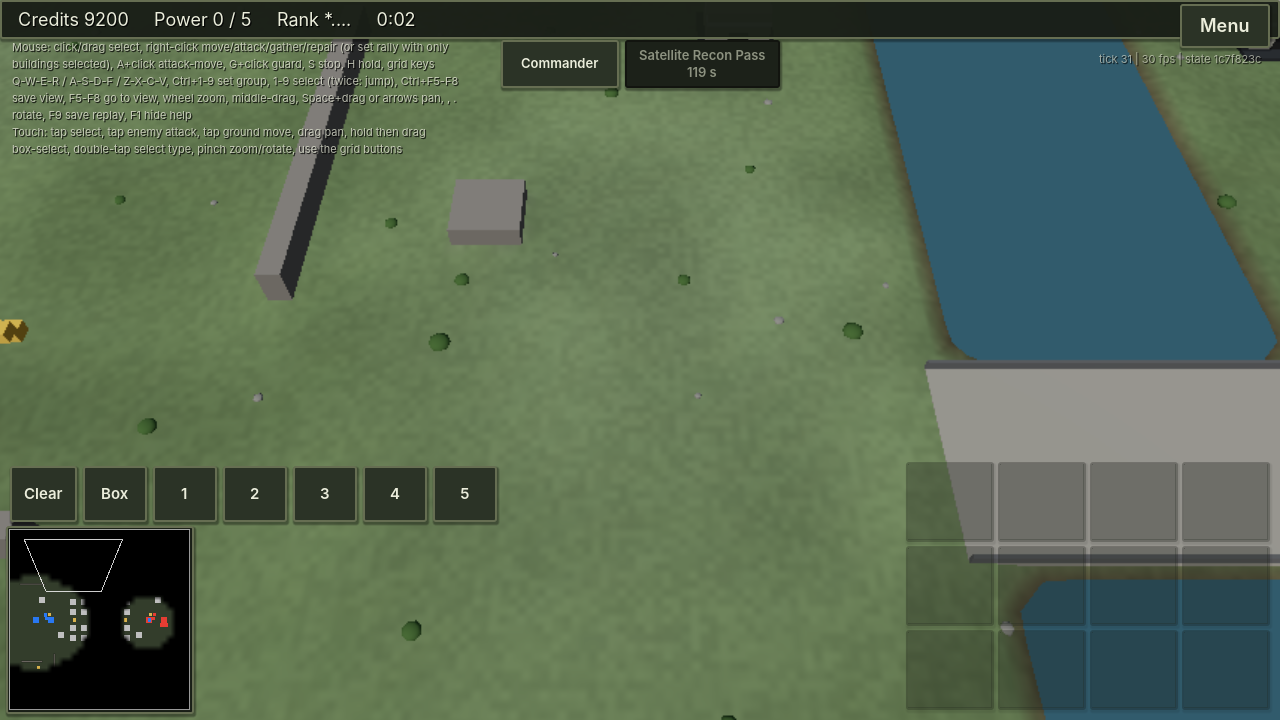 Credits 9200 Power 0 / 5 Rank *.... 0:02
Menu
Mouse: click/drag select, right-click move/attack/gather/repair (or set rally with only
buildings selected), A+click attack-move, G+click guard, S stop, H hold, grid keys
Q-W-E-R / A-S-D-F / Z-X-C-V, Ctrl+1-9 set group, 1-9 select (twice: jump), Ctrl+F5-F8
save view, F5-F8 go to view, wheel zoom, middle-drag, Space+drag or arrows pan, , .
rotate, F9 save replay, F1 hide help
Touch: tap select, tap enemy attack, tap ground move, drag pan, hold then drag
box-select, double-tap select type, pinch zoom/rotate, use the grid buttons
Commander
Satellite Recon Pass
119 s
tick 31 | 30 fps | state 1c7f823c
Clear Box 1 2 3 4 5